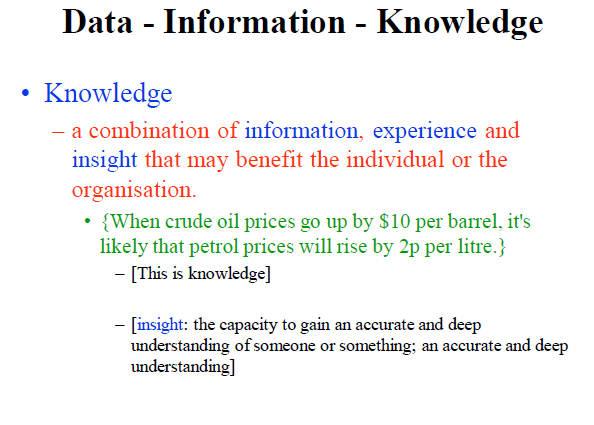 Data - Information - Knowledge
• Knowledge
– a combination of information, experience and
insight that may benefit the individual or the
organisation.
• {When crude oil prices go up by $10 per barrel, it's
likely that petrol prices will rise by 2p per litre.}
– [This is knowledge]
– [insight: the capacity to gain an accurate and deep
understanding of someone or something; an accurate and deep
understanding]